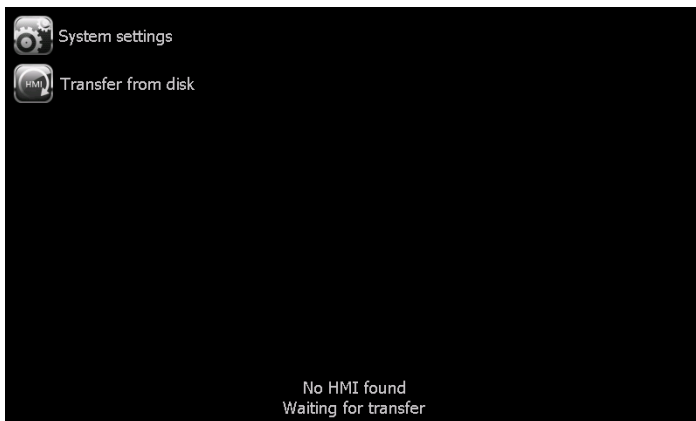 System settings
HMI
Transfer from disk
No HMI found
Waiting for transfer